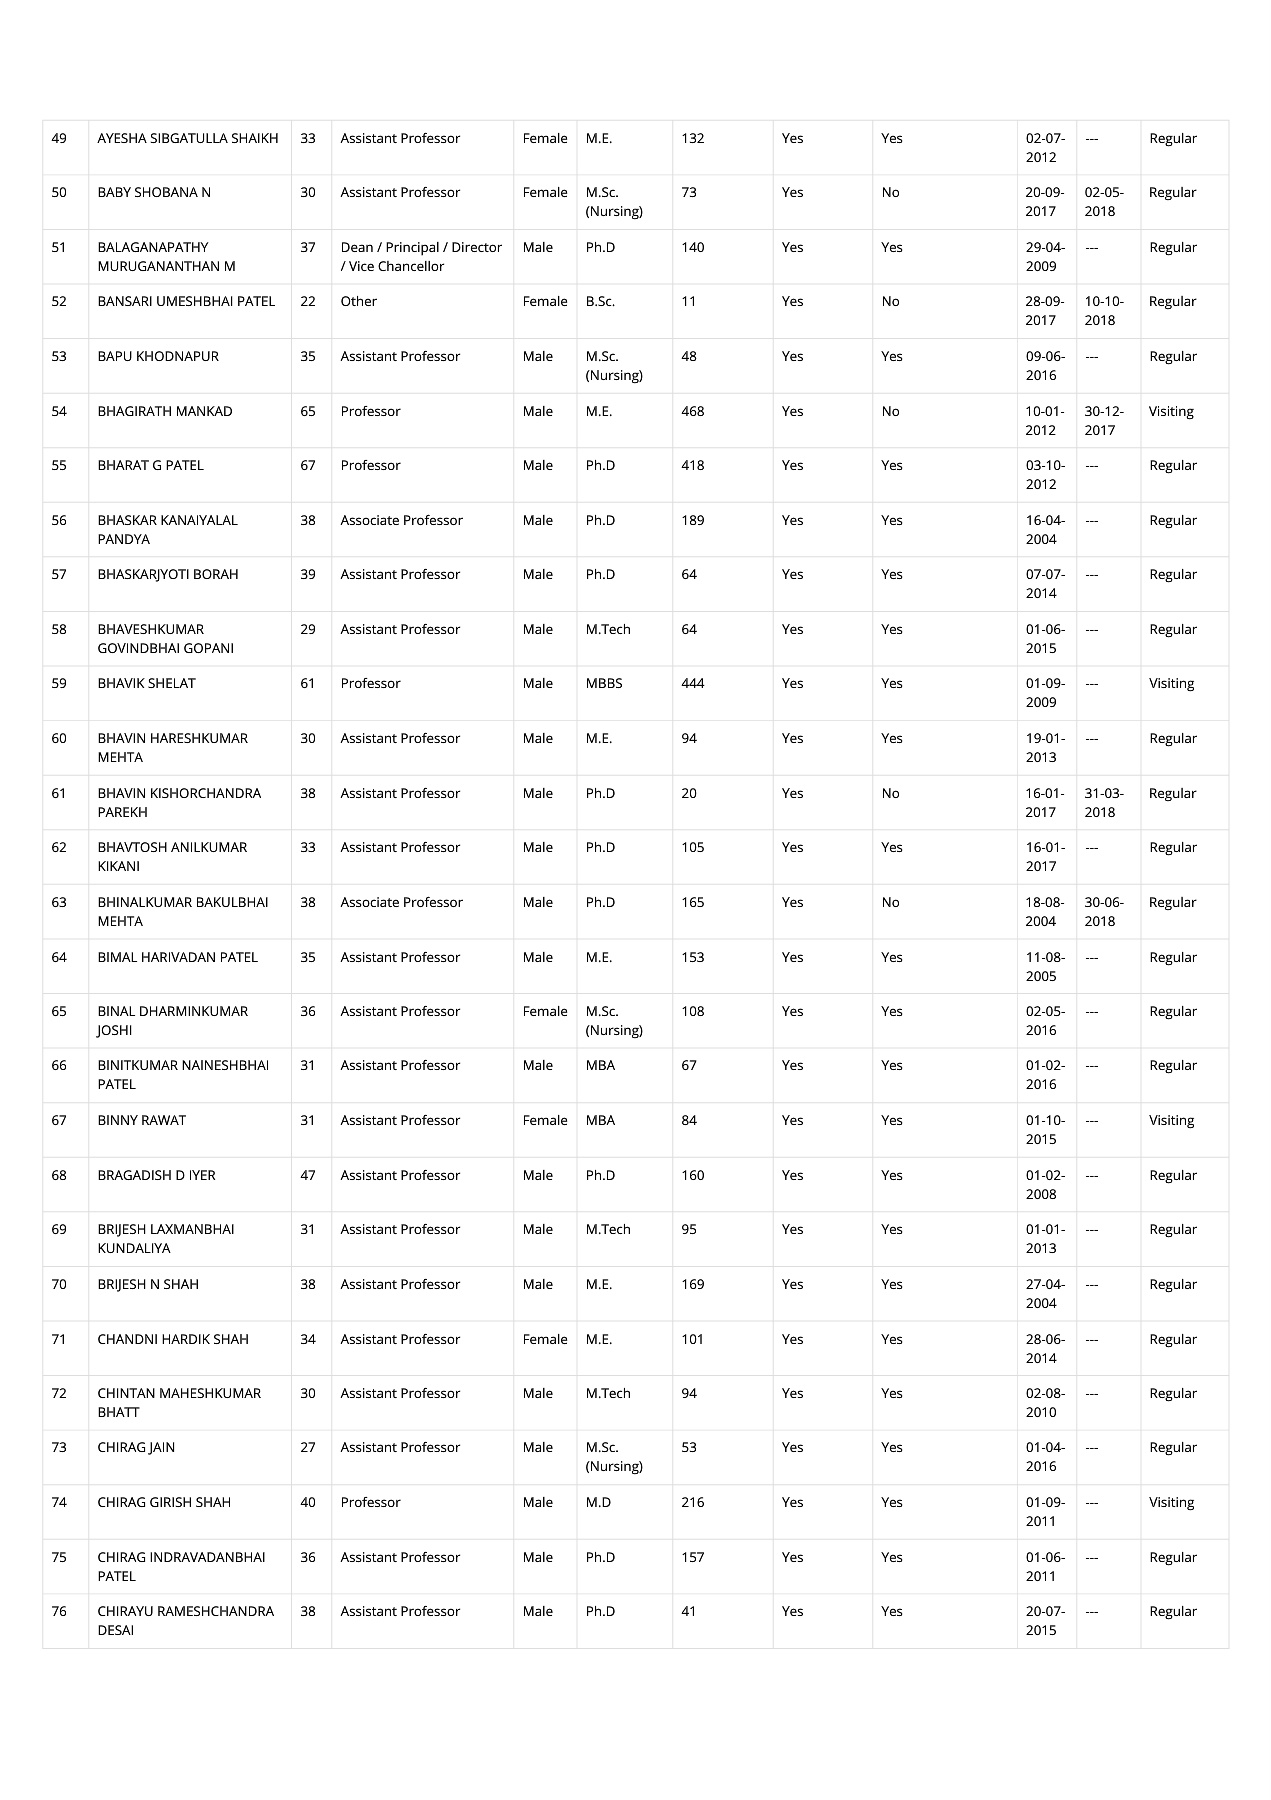 49 AYESHA SIBGATULLA SHAIKH 33 Assistant Professor Female M.E. 132 Yes Yes 02-07- --- Regular
2012
50 BABY SHOBANA N 30 Assistant Professor Female M.Sc. 73 Yes No 20-09- 02-05- Regular
(Nursing) 2017 2018
51 BALAGANAPATHY 37 Dean / Principal / Director Male Ph.D 140 Yes Yes 29-04- --- Regular
MURUGANANTHAN M / Vice Chancellor 2009
52 BANSARI UMESHBHAI PATEL 22 Other Female B.Sc. 11 Yes No 28-09- 10-10- Regular
2017 2018
53 BAPU KHODNAPUR 35 Assistant Professor Male M.Sc. 48 Yes Yes 09-06- --- Regular
(Nursing) 2016
54 BHAGIRATH MANKAD 65 Professor Male M.E. 468 Yes No 10-01- 30-12- Visiting
2012 2017
55 BHARAT G PATEL 67 Professor Male Ph.D 418 Yes Yes 03-10- --- Regular
2012
56 BHASKAR KANAIYALAL 38 Associate Professor Male Ph.D 189 Yes Yes 16-04- --- Regular
PANDYA 2004
57 BHASKARJYOTI BORAH 39 Assistant Professor Male Ph.D 64 Yes Yes 07-07- --- Regular
2014
58 BHAVESHKUMAR 29 Assistant Professor Male M.Tech 64 Yes Yes 01-06- --- Regular
GOVINDBHAI GOPANI 2015
59 BHAVIK SHELAT 61 Professor Male MBBS 444 Yes Yes 01-09- --- Visiting
2009
60 BHAVIN HARESHKUMAR 30 Assistant Professor Male M.E. 94 Yes Yes 19-01- --- Regular
MEHTA 2013
61 BHAVIN KISHORCHANDRA 38 Assistant Professor Male Ph.D 20 Yes No 16-01- 31-03- Regular
PAREKH 2017 2018
62 BHAVTOSH ANILKUMAR 33 Assistant Professor Male Ph.D 105 Yes Yes 16-01- --- Regular
KIKANI 2017
63 BHINALKUMAR BAKULBHAI 38 Associate Professor Male Ph.D 165 Yes No 18-08- 30-06- Regular
MEHTA 2004 2018
64 BIMAL HARIVADAN PATEL 35 Assistant Professor Male M.E. 153 Yes Yes 11-08- --- Regular
2005
65 BINAL DHARMINKUMAR 36 Assistant Professor Female M.Sc. 108 Yes Yes 02-05- --- Regular
JOSHI (Nursing) 2016
66 BINITKUMAR NAINESHBHAI 31 Assistant Professor Male MBA 67 Yes Yes 01-02- --- Regular
PATEL 2016
67 BINNY RAWAT 31 Assistant Professor Female MBA 84 Yes Yes 01-10- --- Visiting
2015
68 BRAGADISH D IYER 47 Assistant Professor Male Ph.D 160 Yes Yes 01-02- --- Regular
2008
69 BRIJESH LAXMANBHAI 31 Assistant Professor Male M.Tech 95 Yes Yes 01-01- --- Regular
KUNDALIYA 2013
70 BRIJESH N SHAH 38 Assistant Professor Male M.E. 169 Yes Yes 27-04- --- Regular
2004
71 CHANDNI HARDIK SHAH 34 Assistant Professor Female M.E. 101 Yes Yes 28-06- --- Regular
2014
72 CHINTAN MAHESHKUMAR 30 Assistant Professor Male M.Tech 94 Yes Yes 02-08- --- Regular
BHATT 2010
73 CHIRAG JAIN 27 Assistant Professor Male M.Sc. 53 Yes Yes 01-04- --- Regular
(Nursing) 2016
74 CHIRAG GIRISH SHAH 40 Professor Male M.D 216 Yes Yes 01-09- --- Visiting
2011
75 CHIRAG INDRAVADANBHAI 36 Assistant Professor Male Ph.D 157 Yes Yes 01-06- --- Regular
PATEL 2011
76 CHIRAYU RAMESHCHANDRA 38 Assistant Professor Male Ph.D 41 Yes Yes 20-07- --- Regular
DESAI 2015